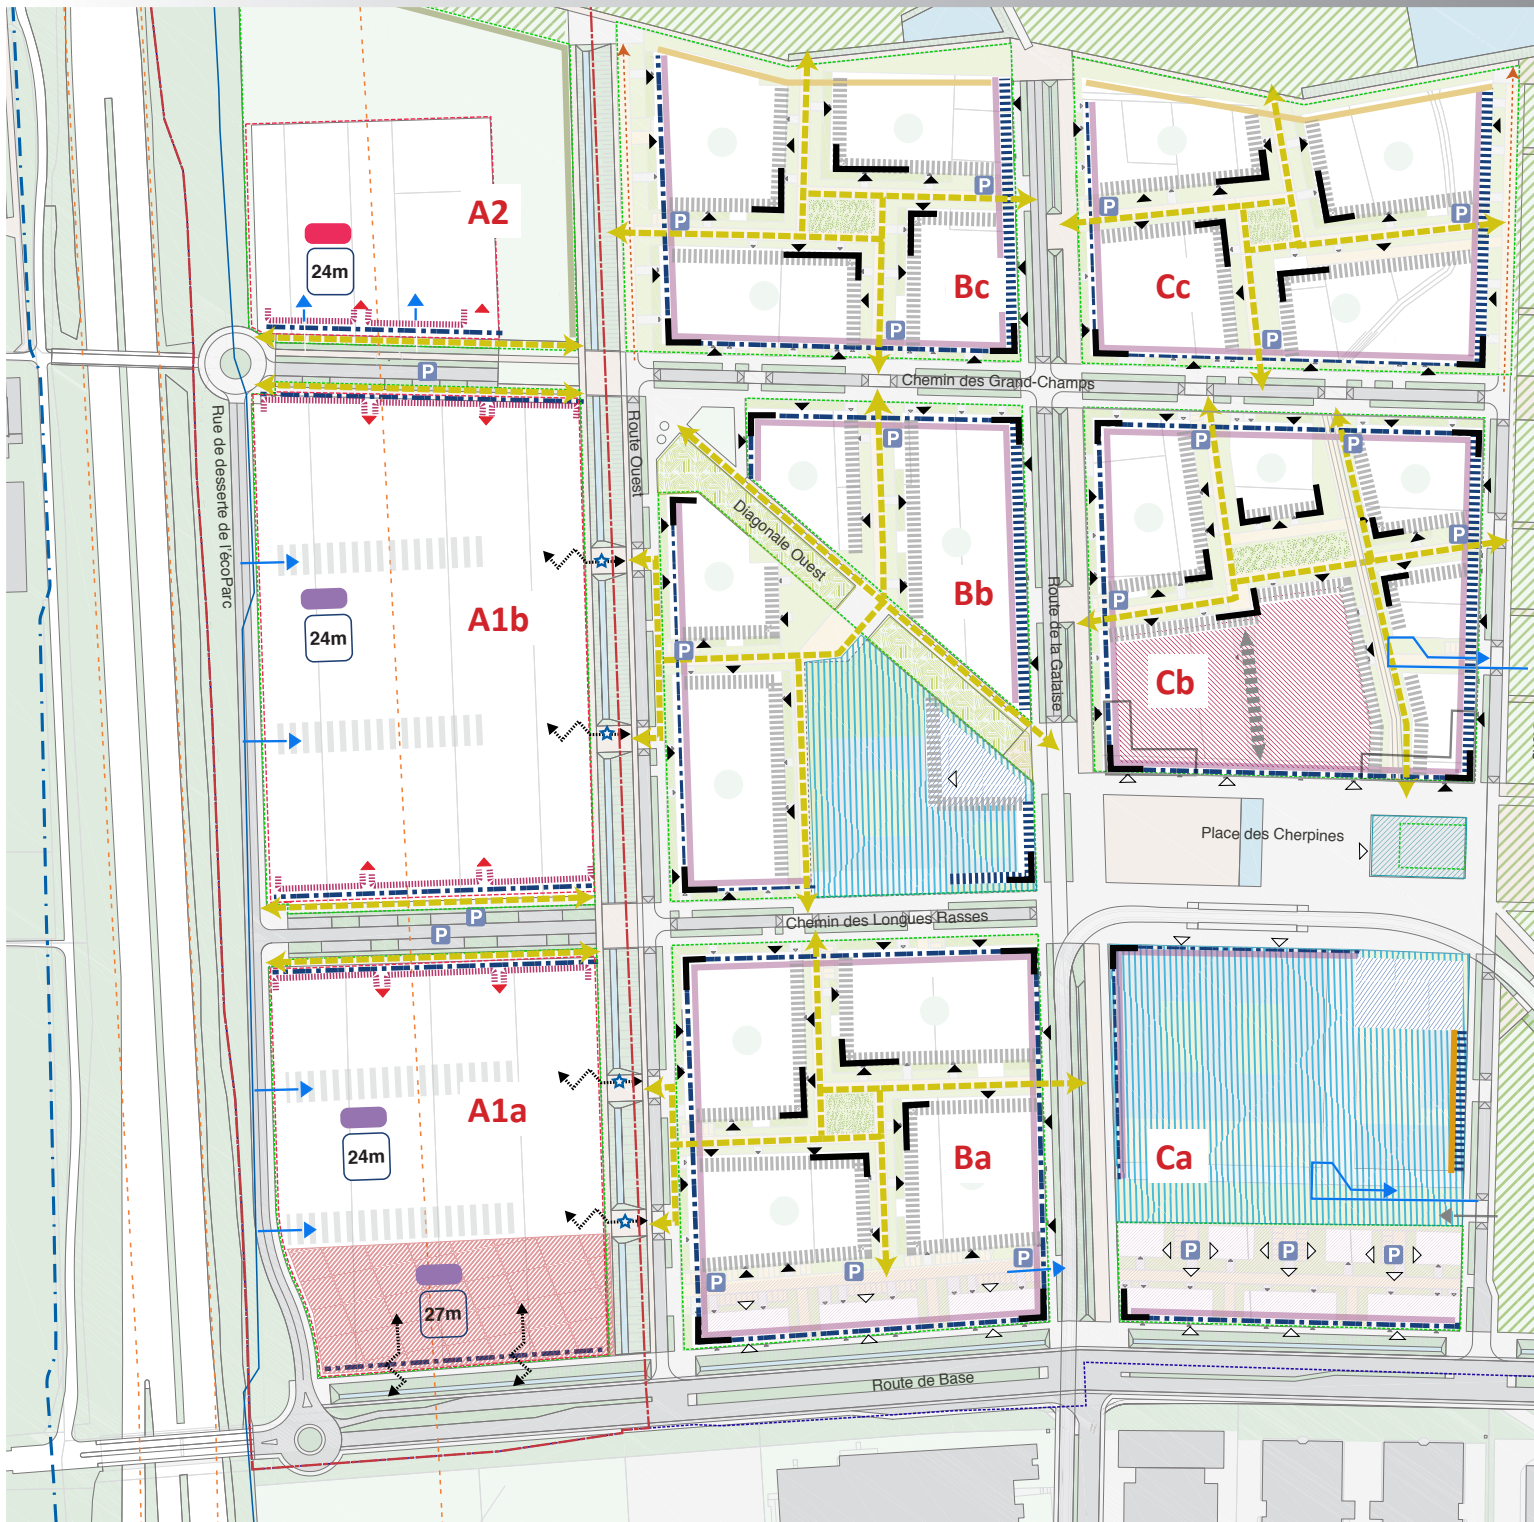 A2
24m
P
P
P
P
Bc
P
P
Cc
P
Chemin des Grand-Champs
P
Rue de desserte de l'écoParc
Route Ouest
P
P
P
Diagonale Ouest
P
A1b
24m
Bb
Route de la Galaise
P
P
Cb
Place des Cherpines
P
P
Chemin des Longues Rasses
A1a
24m
Ba
Ca
P
P
P
P
P
P
27m
Route de Base